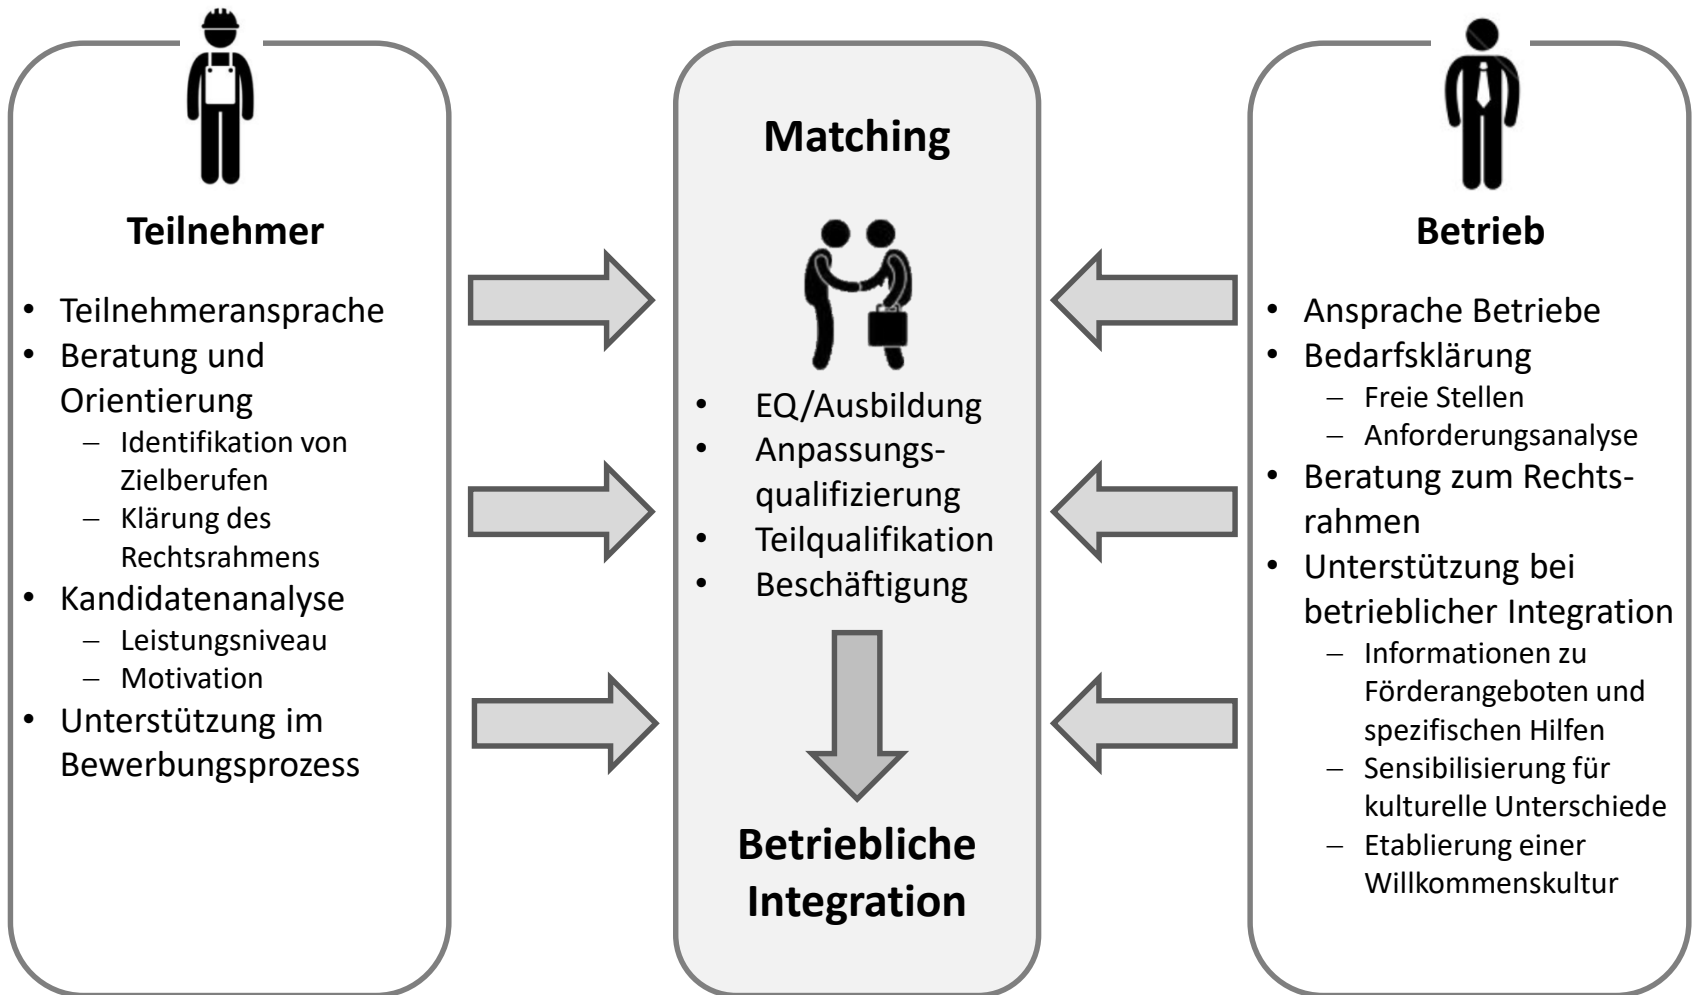 Teilnehmer
• Teilnehmeransprache
• Beratung und
Orientierung
– Identifikation von
Zielberufen
– Klärung des
Rechtsrahmens
• Kandidatenanalyse
– Leistungsniveau
– Motivation
• Unterstützung im
Bewerbungsprozess
Matching
• EQ/Ausbildung
• Anpassungs-
qualifizierung
• Teilqualifikation
• Beschäftigung
Betriebliche
Integration
Betrieb
• Ansprache Betriebe
• Bedarfsklärung
– Freie Stellen
– Anforderungsanalyse
• Beratung zum Rechts-
rahmen
• Unterstützung bei
betrieblicher Integration
– Informationen zu
Förderangeboten und
spezifischen Hilfen
– Sensibilisierung für
kulturelle Unterschiede
– Etablierung einer
Willkommenskultur